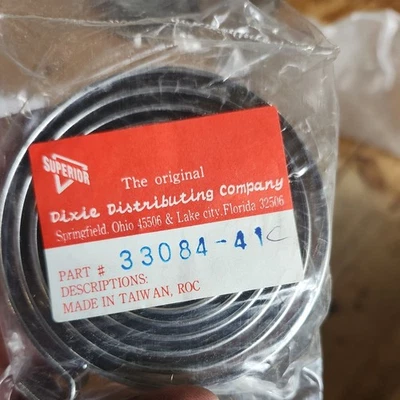 SUPERIOR
The original
Dixie Distributing Company
Springfield, Ohio 45506 & Lake city, Florida 32506
PART # 33084-41C
DESCRIPTIONS:
MADE IN TAIWAN, ROC